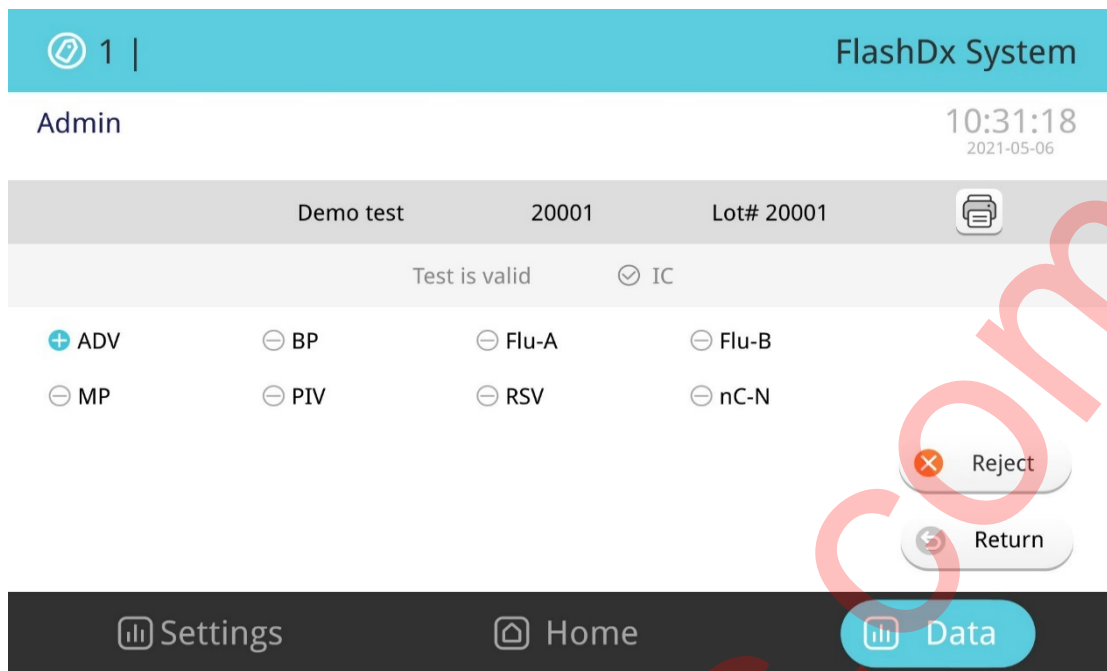 1 | FlashDx System
Admin 10:31:18
2021-05-06
Demo test 20001 Lot# 20001
Test is valid IC
ADV BP Flu-A Flu-B
MP PIV RSV nC-N
Reject
Return
Settings Home Data
com